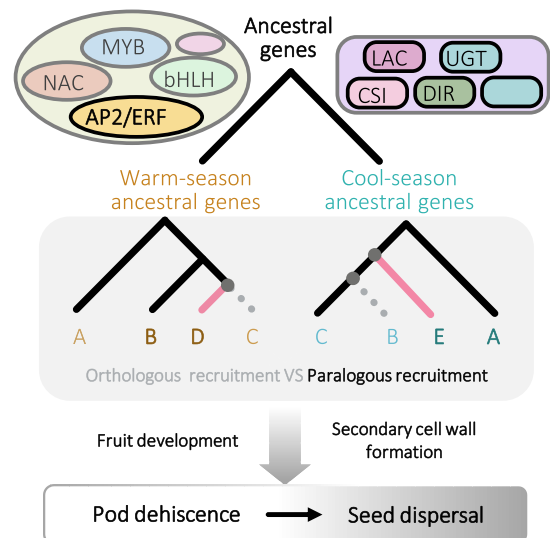 Ancestral
genes
MYB
NAC
bHLH
AP2/ERF
LAC
UGT
CSI
DIR
Warm-season
ancestral genes
Cool-season
ancestral genes
A B D C
C B E A
Orthologous recruitment VS Paralogous recruitment
Fruit development
Secondary cell wall
formation
Pod dehiscence
Seed dispersal